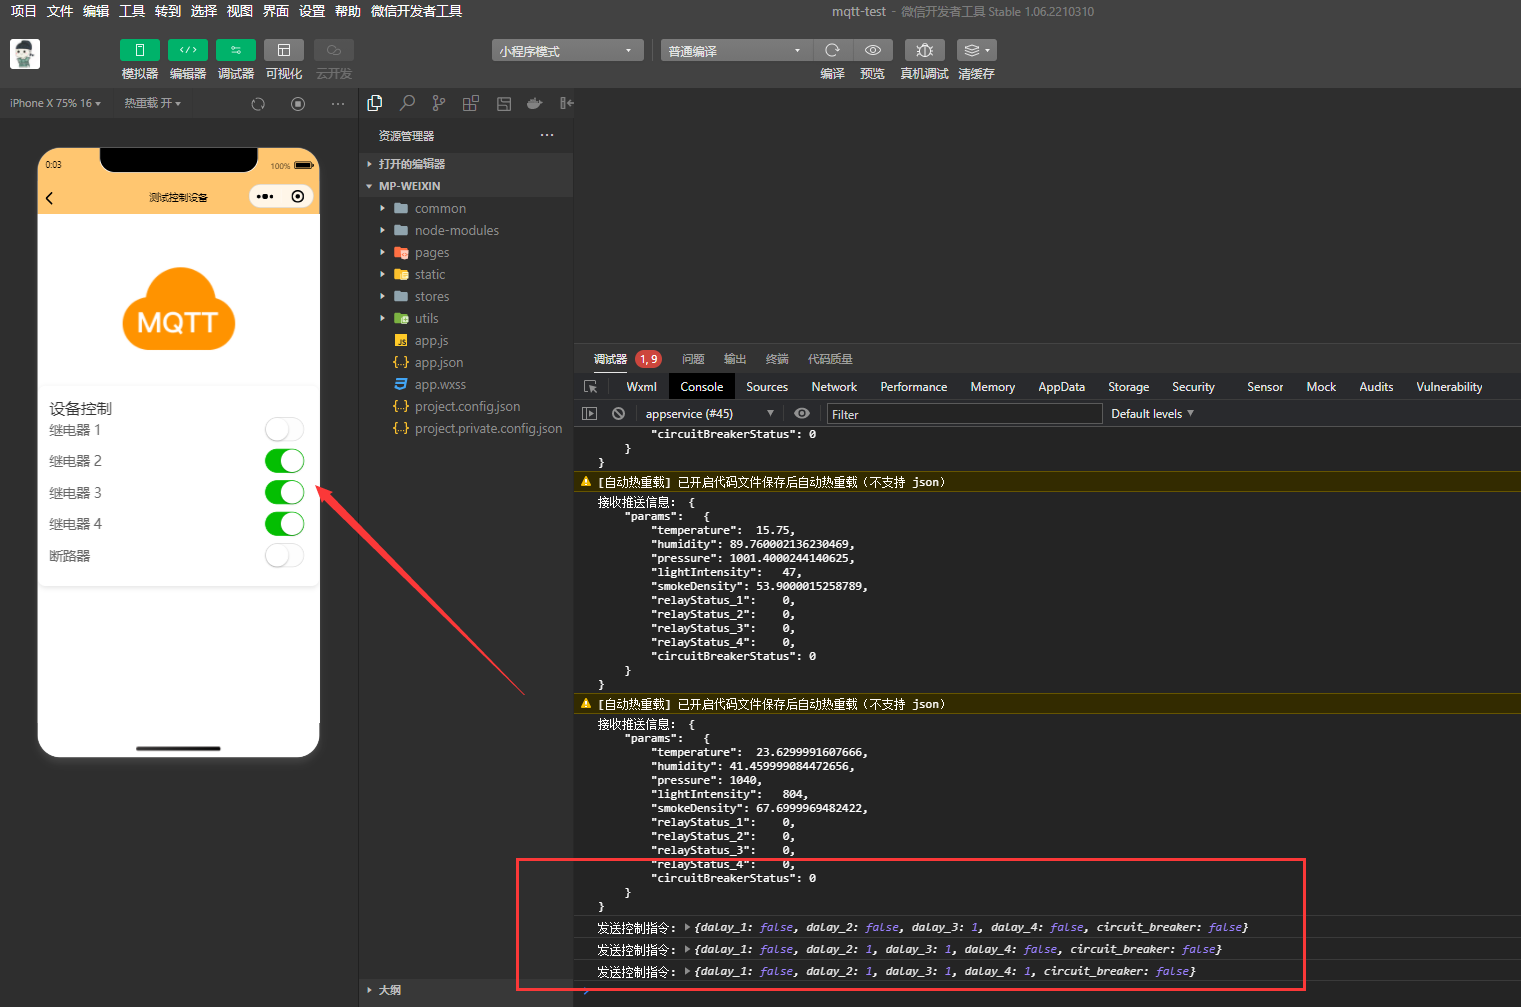 项目 文件 编辑 工具 转到 选择 视图 界面 设置 帮助 微信开发者工具
mqtt-test - 微信开发者工具 Stable 1.06.2210310
小程序模式
普通编译
模拟器 编辑器 调试器 可视化 云开发
编译 预览 真机调试 清缓存
iPhone X 75% 16
热重载 开
0:03
100%
测试控制设备
MQTT
设备控制
继电器 1
继电器 2
继电器 3
继电器 4
断路器
资源管理器
打开的编辑器
MP-WEIXIN
common
node-modules
pages
static
stores
utils
JS app.js
{..} app.json
app.wxss
{..} project.config.json
{..} project.private.config.json
大纲
调试器 1, 9 问题 输出 终端 代码质量
Wxml Console Sources Network Performance Memory AppData Storage Security Sensor Mock Audits Vulnerability
appservice (#45) Filter Default levels
"circuitBreakerStatus": 0
}
}
[自动热重载] 已开启代码文件保存后自动热重载（不支持 json）
接收推送信息: {
"params": {
"temperature": 15.75,
"humidity": 89.760002136230469,
"pressure": 1001.4000244140625,
"lightIntensity": 47,
"smokeDensity": 53.9000015258789,
"relayStatus_1": 0,
"relayStatus_2": 0,
"relayStatus_3": 0,
"relayStatus_4": 0,
"circuitBreakerStatus": 0
}
}
[自动热重载] 已开启代码文件保存后自动热重载（不支持 json）
接收推送信息: {
"params": {
"temperature": 23.6299991607666,
"humidity": 41.459999084472656,
"pressure": 1040,
"lightIntensity": 804,
"smokeDensity": 67.6999969482422,
"relayStatus_1": 0,
"relayStatus_2": 0,
"relayStatus_3": 0,
"relayStatus_4": 0,
"circuitBreakerStatus": 0
}
}
发送控制指令: {dalay_1: false, dalay_2: false, dalay_3: 1, dalay_4: false, circuit_breaker: false}
发送控制指令: {dalay_1: false, dalay_2: 1, dalay_3: 1, dalay_4: false, circuit_breaker: false}
发送控制指令: {dalay_1: false, dalay_2: 1, dalay_3: 1, dalay_4: 1, circuit_breaker: false}